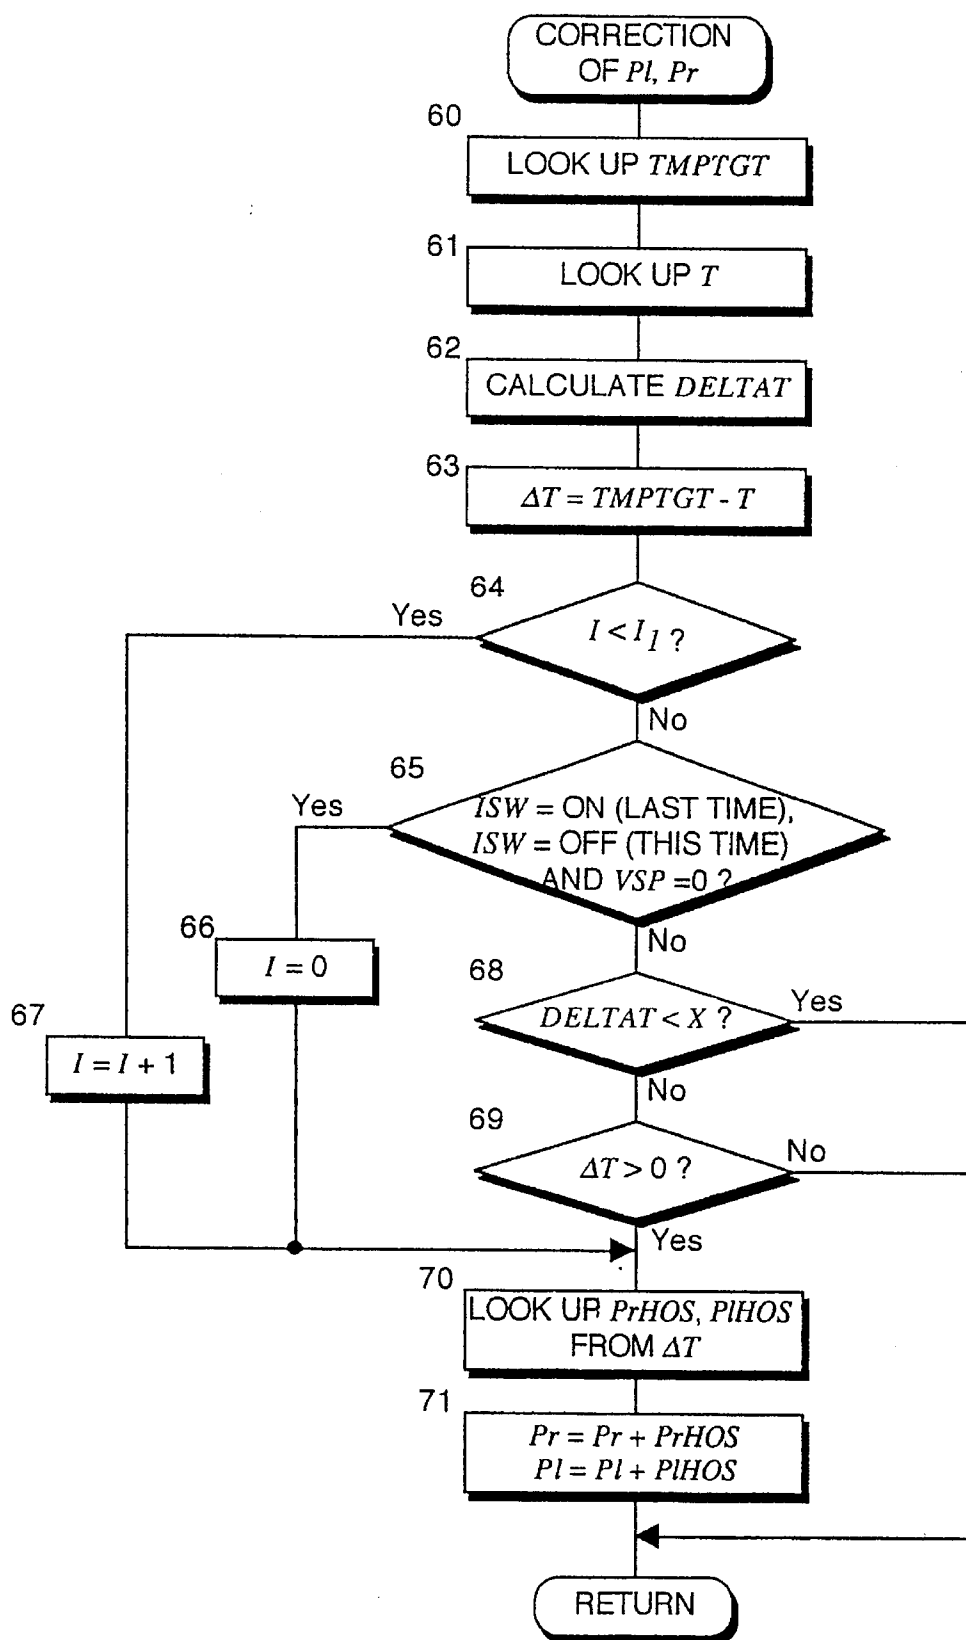 CORRECTION
OF Pl, Pr
60
LOOK UP TMPTGT
61
LOOK UP T
62
CALCULATE DELTAT
63
ΔT = TMPTGT - T
64
Yes
I < I1 ?
No
65
Yes
ISW = ON (LAST TIME),
ISW = OFF (THIS TIME)
AND VSP =0 ?
No
66
I = 0
67
I = I + 1
68
DELTAT < X ?
Yes
No
69
ΔT > 0 ?
No
Yes
70
LOOK UP PrHOS, PlHOS
FROM ΔT
71
Pr = Pr + PrHOS
Pl = Pl + PlHOS
RETURN